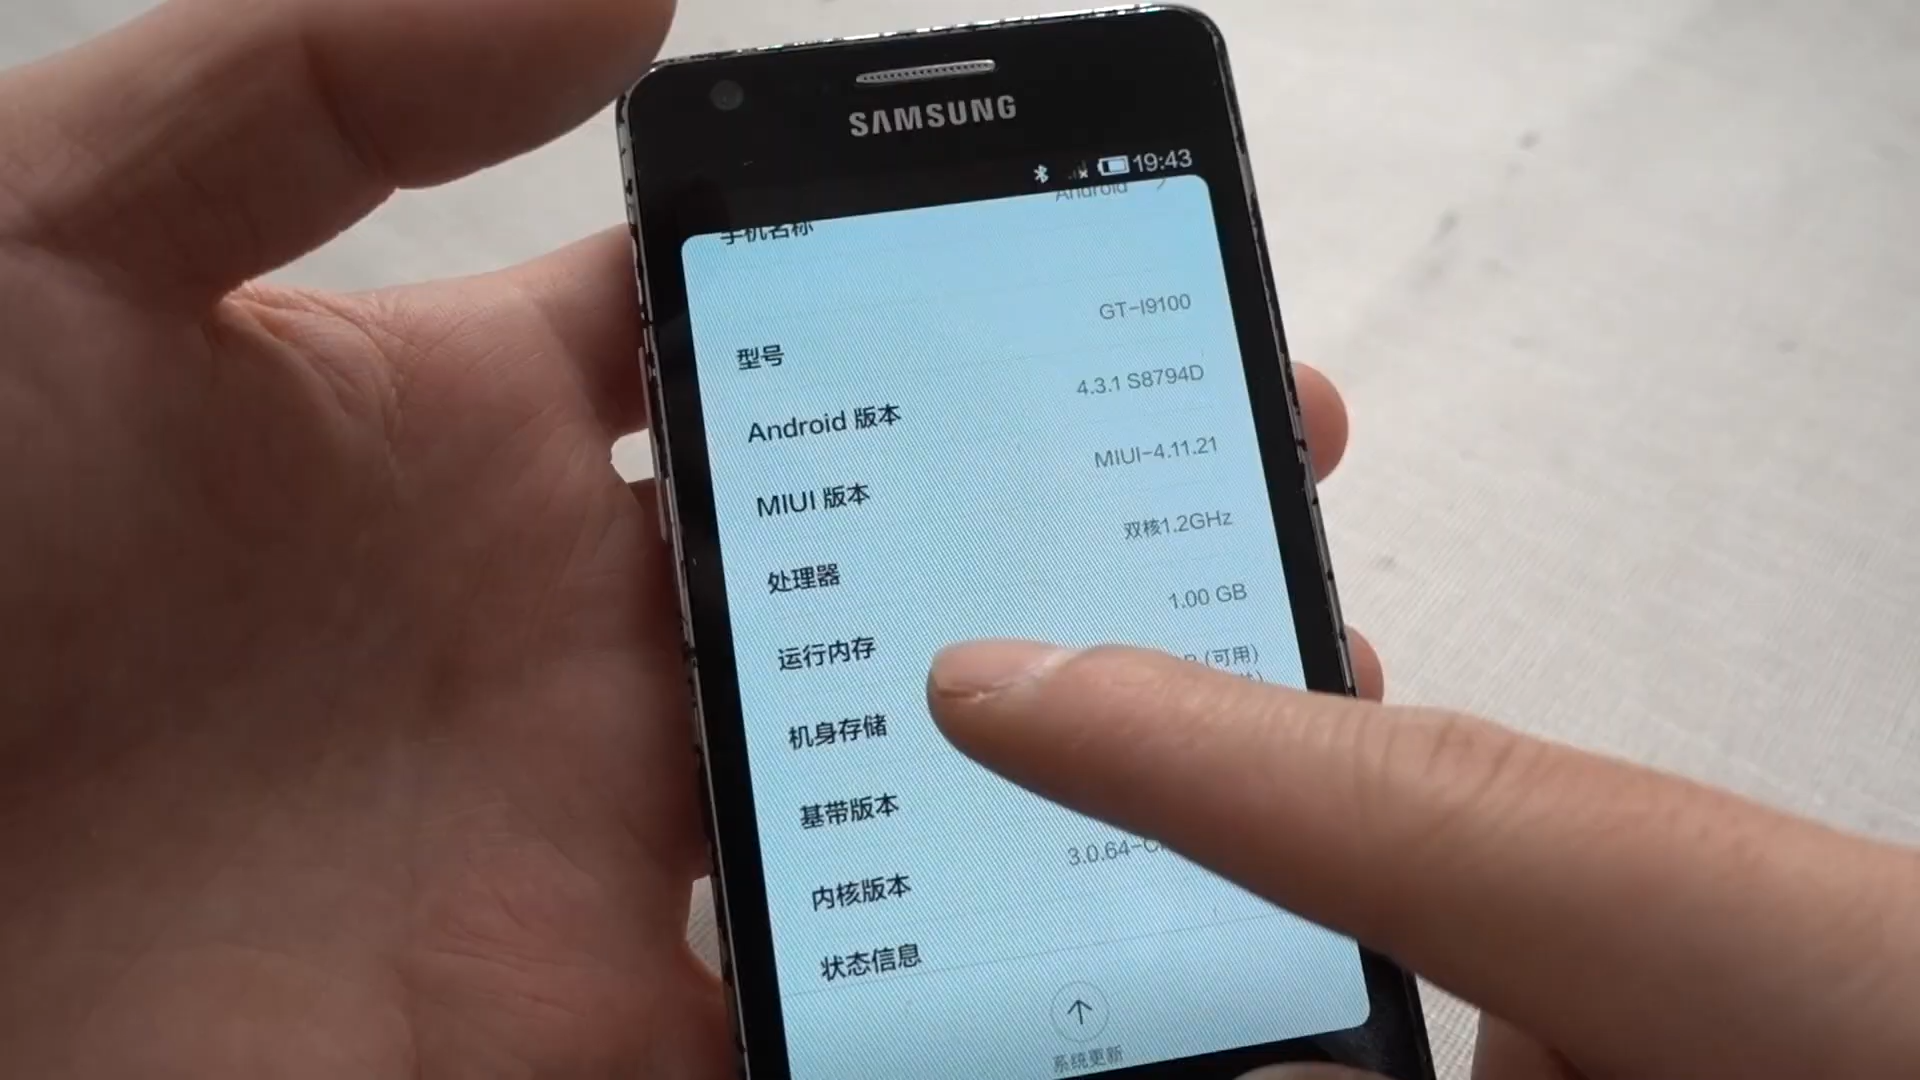 SAMSUNG
19:43
手机名称 Android
型号 GT-I9100
Android 版本 4.3.1 S8794D
MIUI 版本 MIUI-4.11.21
处理器 双核1.2GHz
运行内存 1.00 GB
机身存储 (可用)
基带版本
内核版本 3.0.64-
状态信息
系统更新